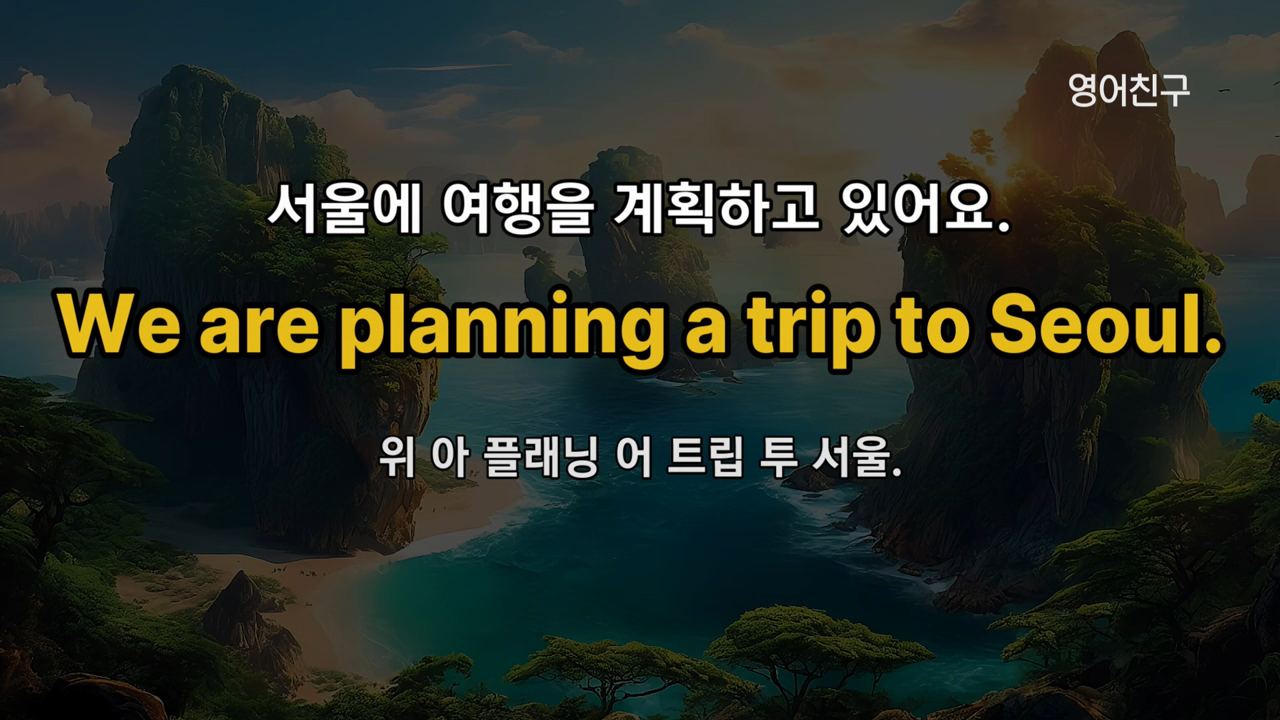 영어친구
서울에 여행을 계획하고 있어요.
We are planning a trip to Seoul.
위 아 플래닝 어 트립 투 서울.